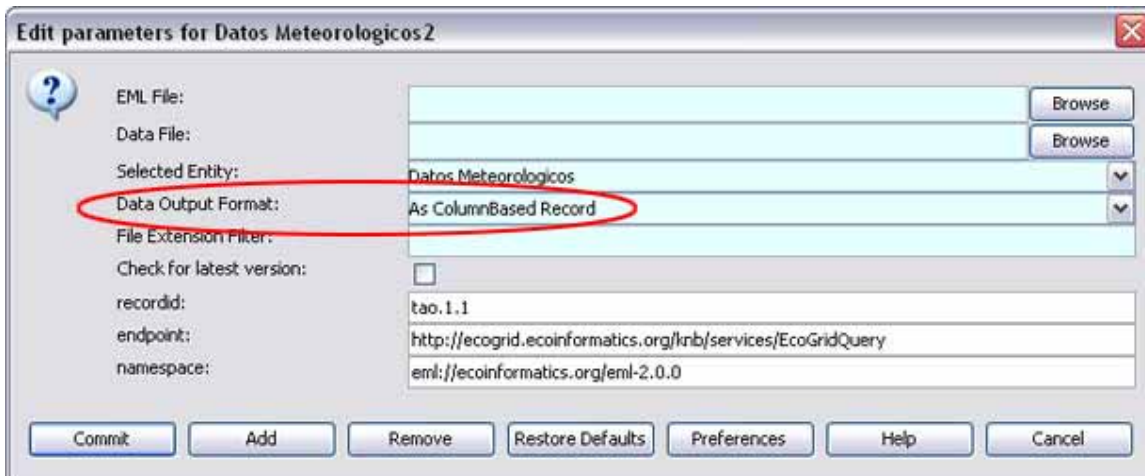 Edit parameters for Datos Meteorologicos2
?
EML File:
Browse
Data File:
Browse
Selected Entity: Datos Meteorologicos
Data Output Format: As ColumnBased Record
File Extension Filter:
Check for latest version:
recordid: tao.1.1
endpoint: http://ecogrid.ecoinformatics.org/knb/services/EcoGridQuery
namespace: eml://ecoinformatics.org/eml-2.0.0
Commit Add Remove Restore Defaults Preferences Help Cancel